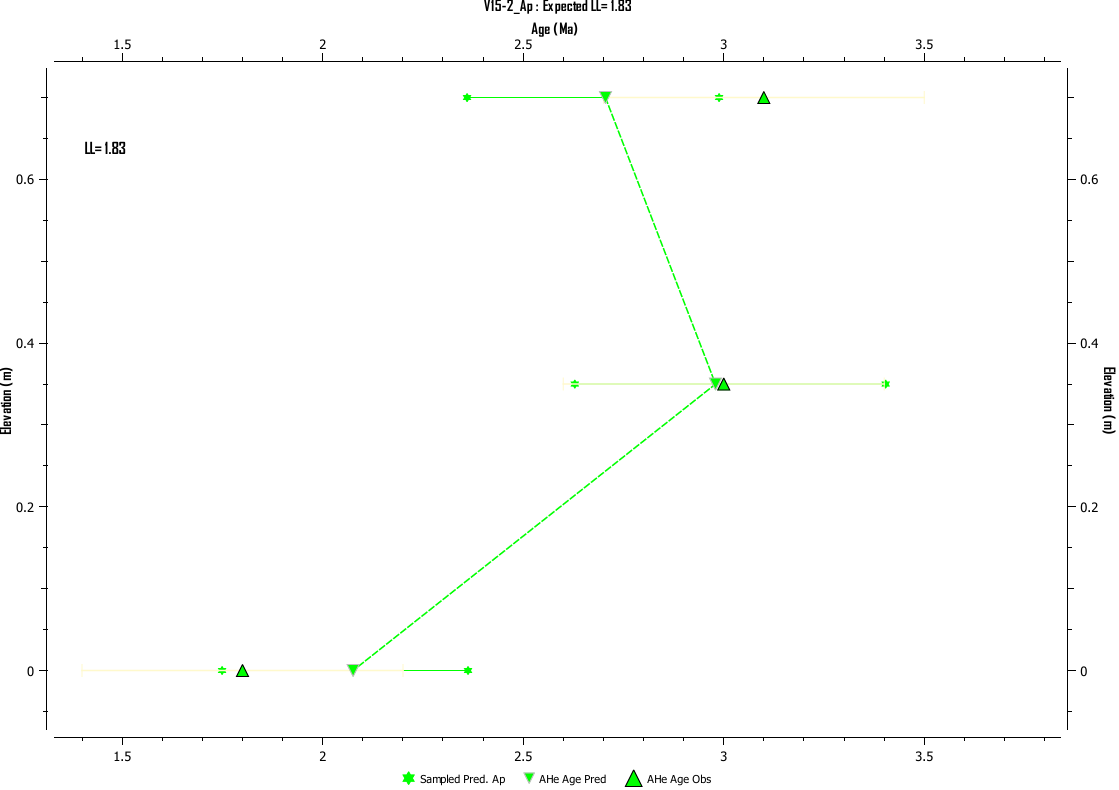 V15-2_Ap : Expected LL= 1.83
Age (Ma)
1.5 2 2.5 3 3.5
LL= 1.83
0.6 0.6
0.4 0.4
Elevation (m) Elevation (m)
0.2 0.2
0 0
1.5 2 2.5 3 3.5
Sampled Pred. Ap AHe Age Pred AHe Age Obs